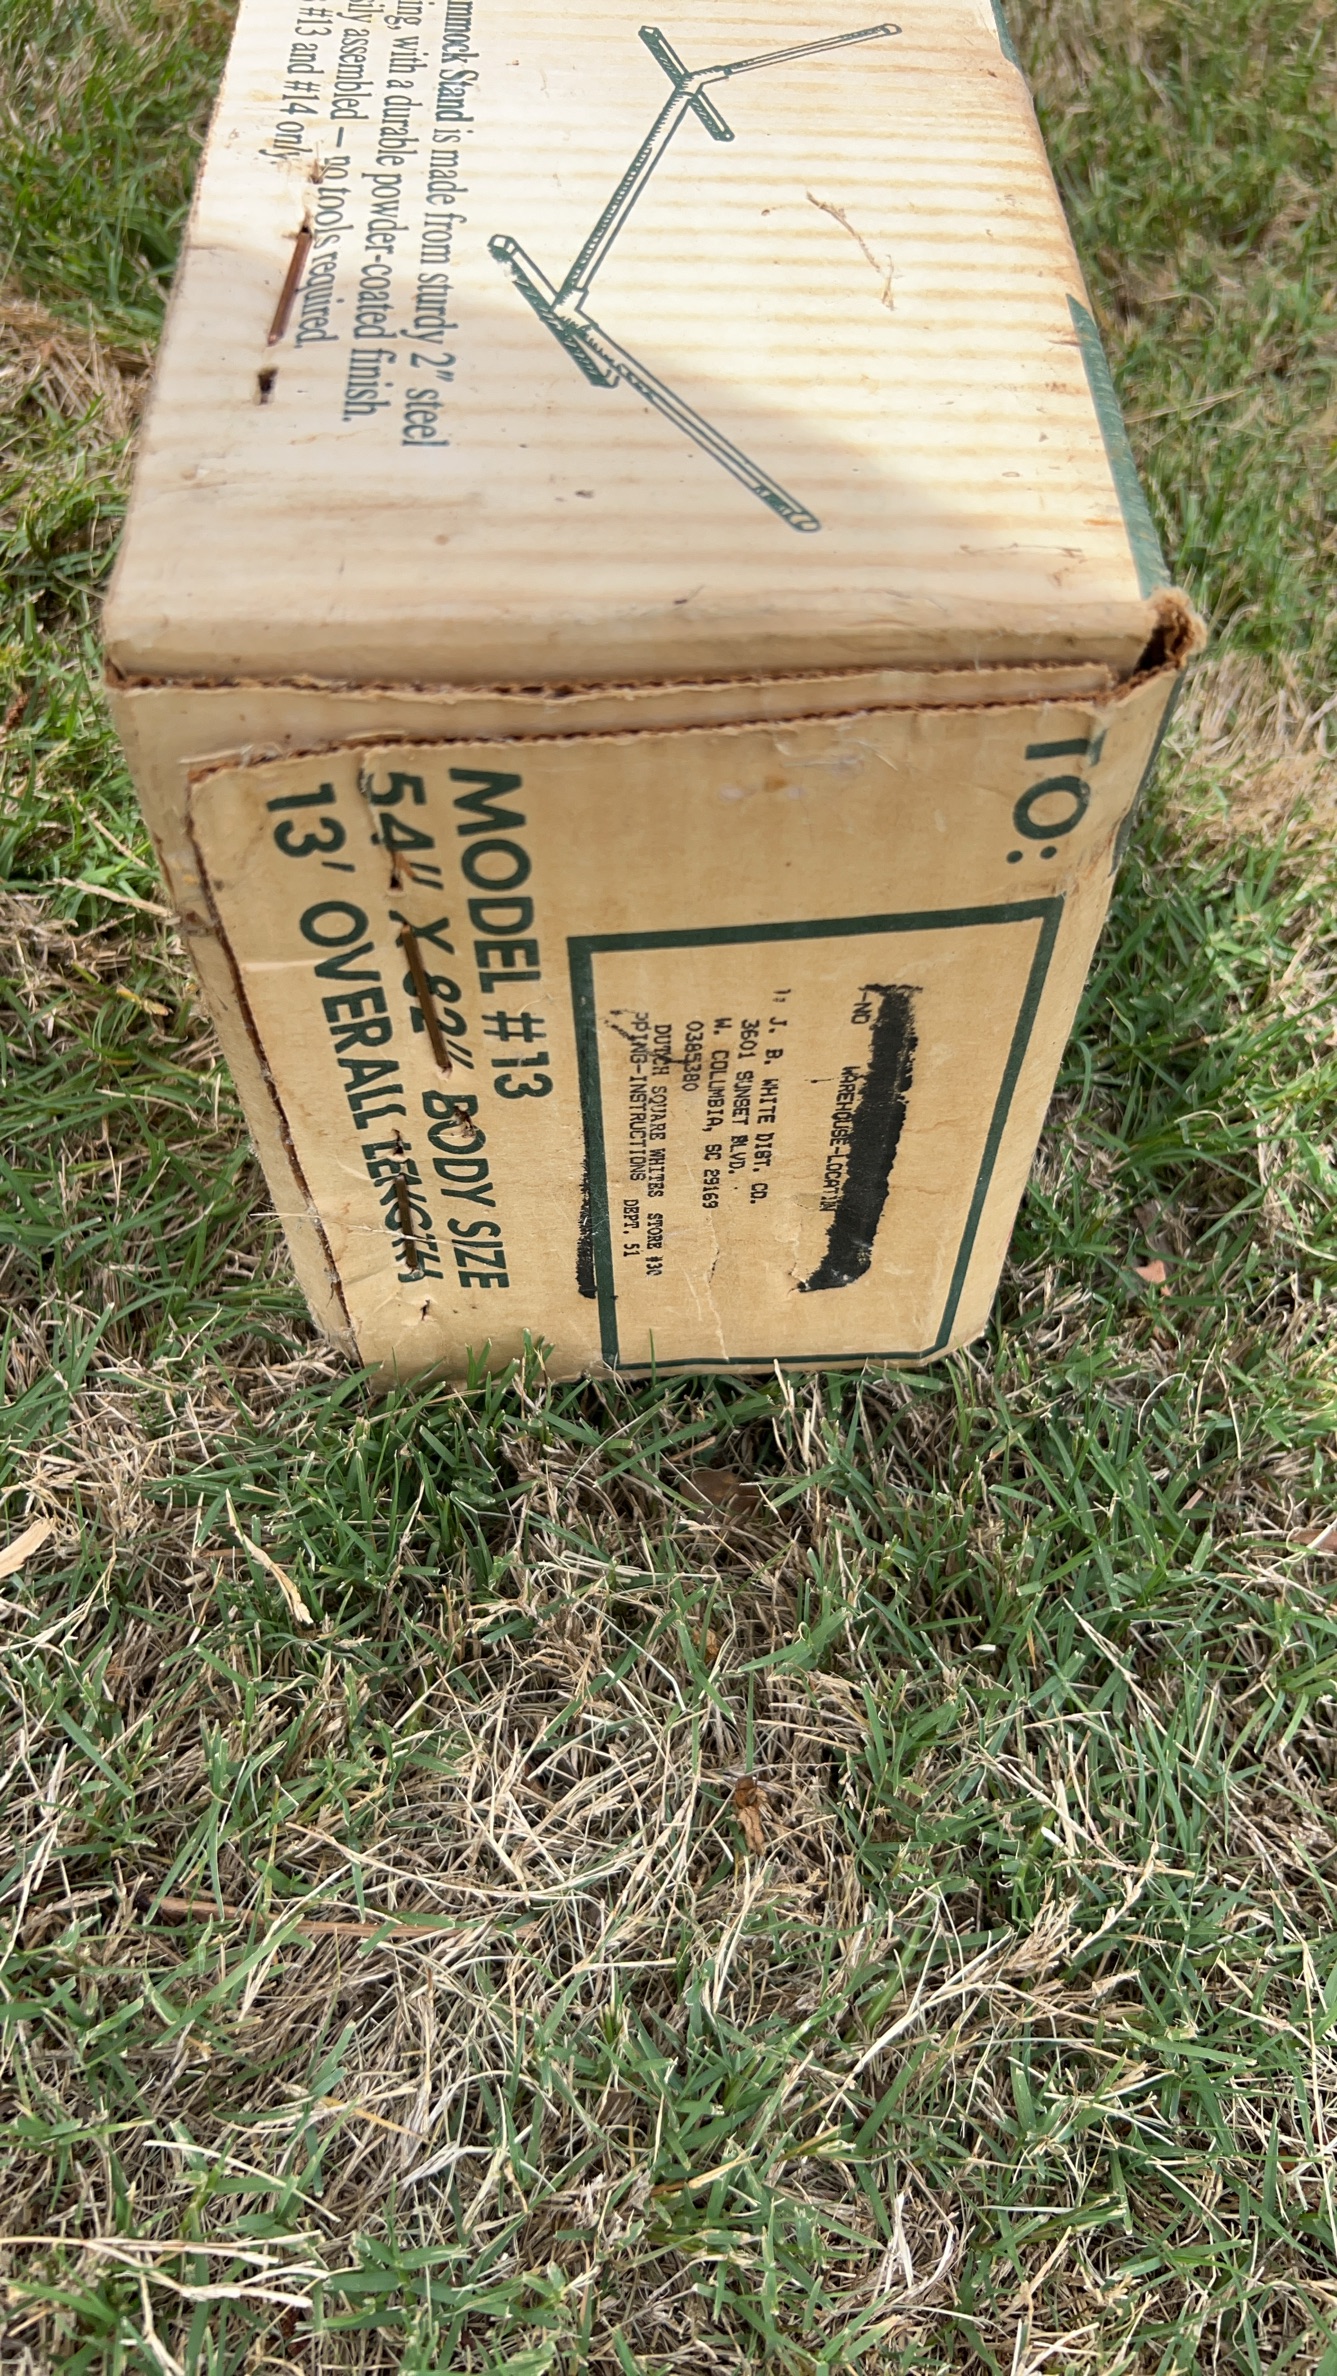 Stand is made from sturdy 2" steel
with a durable powder-coated finish.
assembled – no tools required.
#13 and #14 only
TO:
WAREHOUSE-LOCAT'N
J. B. WHITE DIST. CO.
3601 SUNSET BLVD.
W. COLUMBIA, SC 29169
0385380
DUTCH SQUARE WHITES STORE #30
INSTRUCTIONS DEPT. 51
MODEL #13
54" X 82" BODY SIZE
13' OVERALL LENGTH